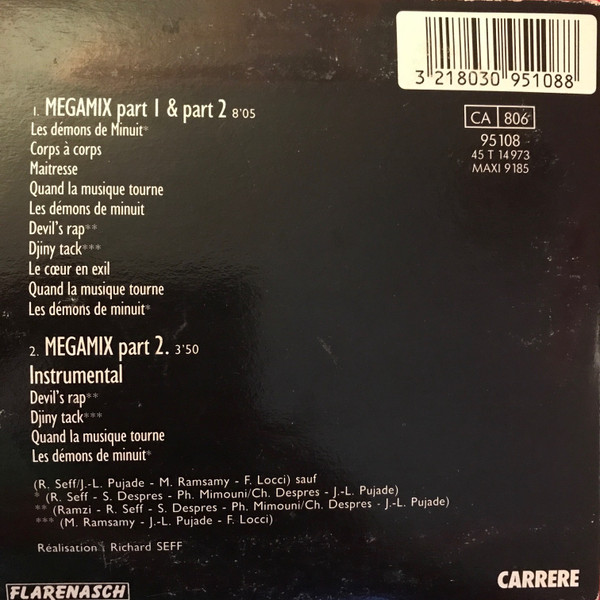 3 218030 951088
CA 806
95108
45 T 14973
MAXI 9185
1. MEGAMIX part 1 & part 2 8'05
Les démons de Minuit*
Corps à corps
Maitresse
Quand la musique tourne
Les démons de minuit
Devil's rap**
Djiny tack***
Le cœur en exil
Quand la musique tourne
Les démons de minuit*
2. MEGAMIX part 2. 3'50
Instrumental
Devil's rap**
Djiny tack***
Quand la musique tourne
Les démons de minuit*
(R. Seff/J.-L. Pujade - M. Ramsamy - F. Locci) sauf
* (R. Seff - S. Despres - Ph. Mimouni/Ch. Despres - J.-L. Pujade)
** (Ramzi - R. Seff - S. Despres - Ph. Mimouni/Ch. Despres - J.-L. Pujade)
*** (M. Ramsamy - J.-L. Pujade - F. Locci)
Réalisation : Richard SEFF
FLARENASCH
CARRERE